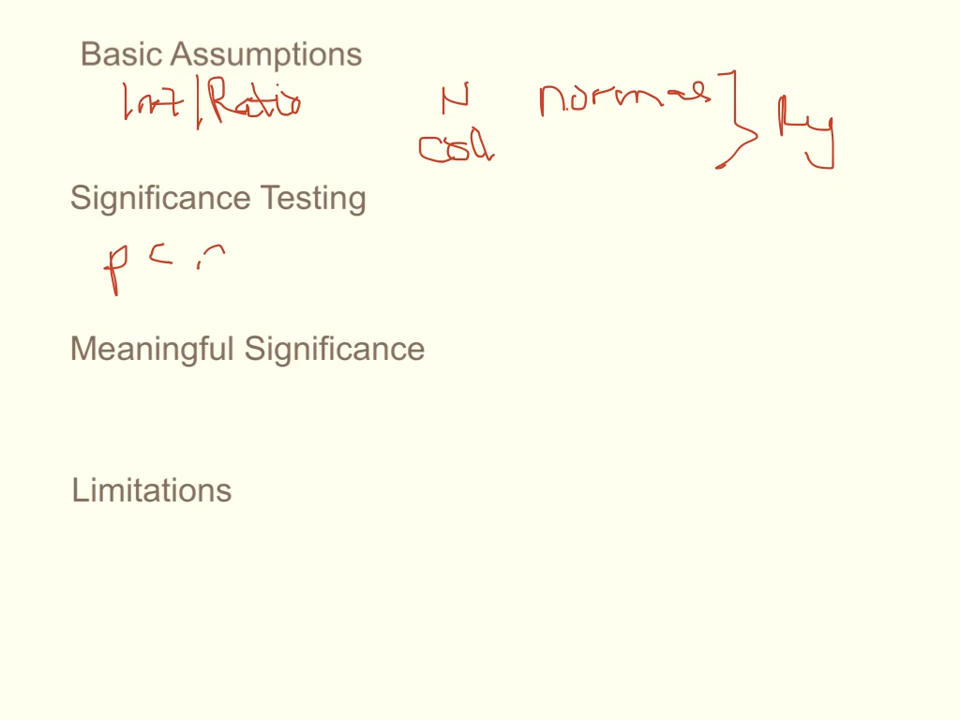 Basic Assumptions
Int/Ratio N normal
Significance Testing
p < .
Meaningful Significance
Limitations